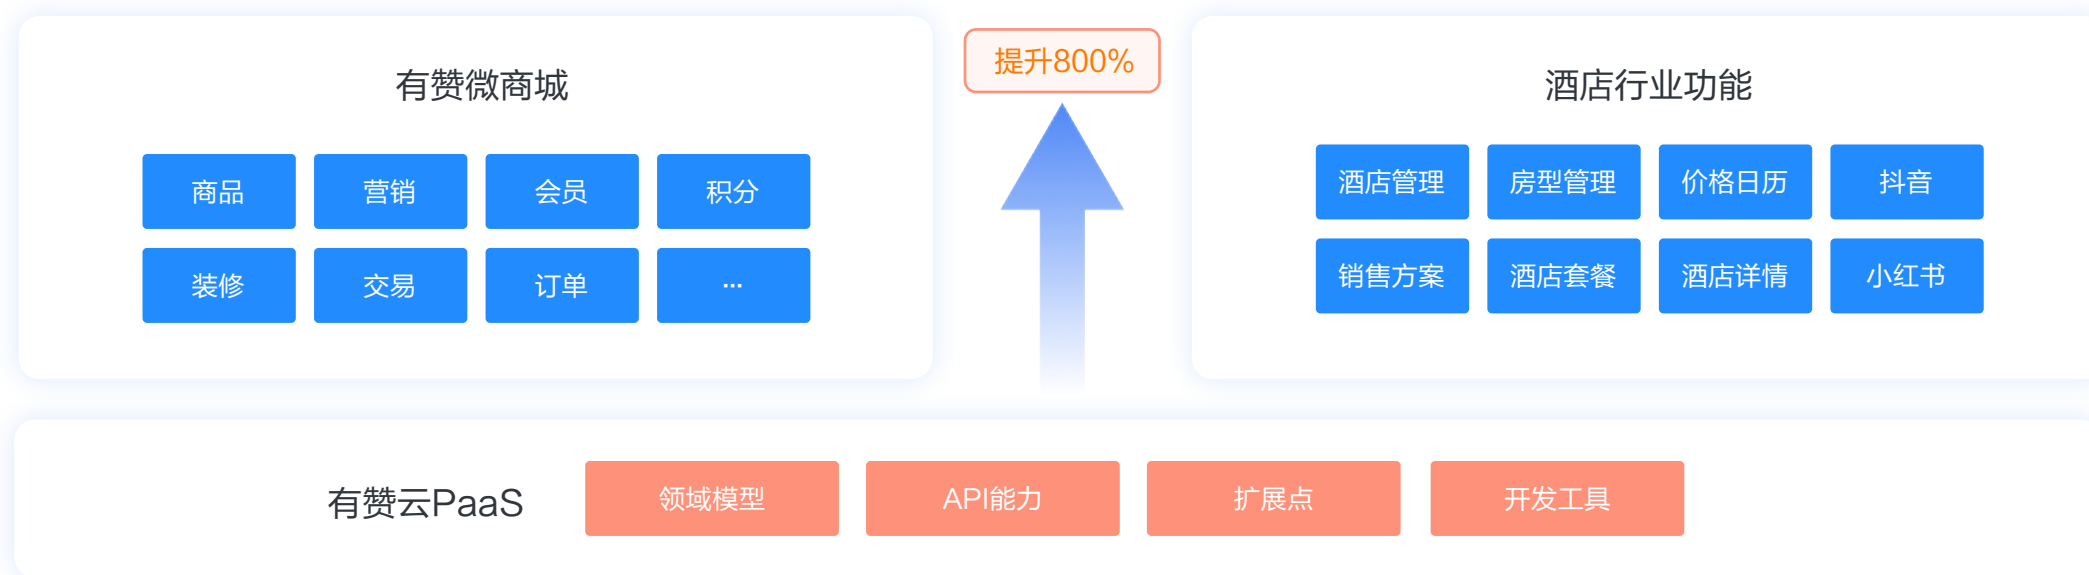 有赞微商城
商品 营销 会员 积分
装修 交易 订单 ...
提升800%
酒店行业功能
酒店管理 房型管理 价格日历 抖音
销售方案 酒店套餐 酒店详情 小红书
有赞云PaaS 领域模型 API能力 扩展点 开发工具